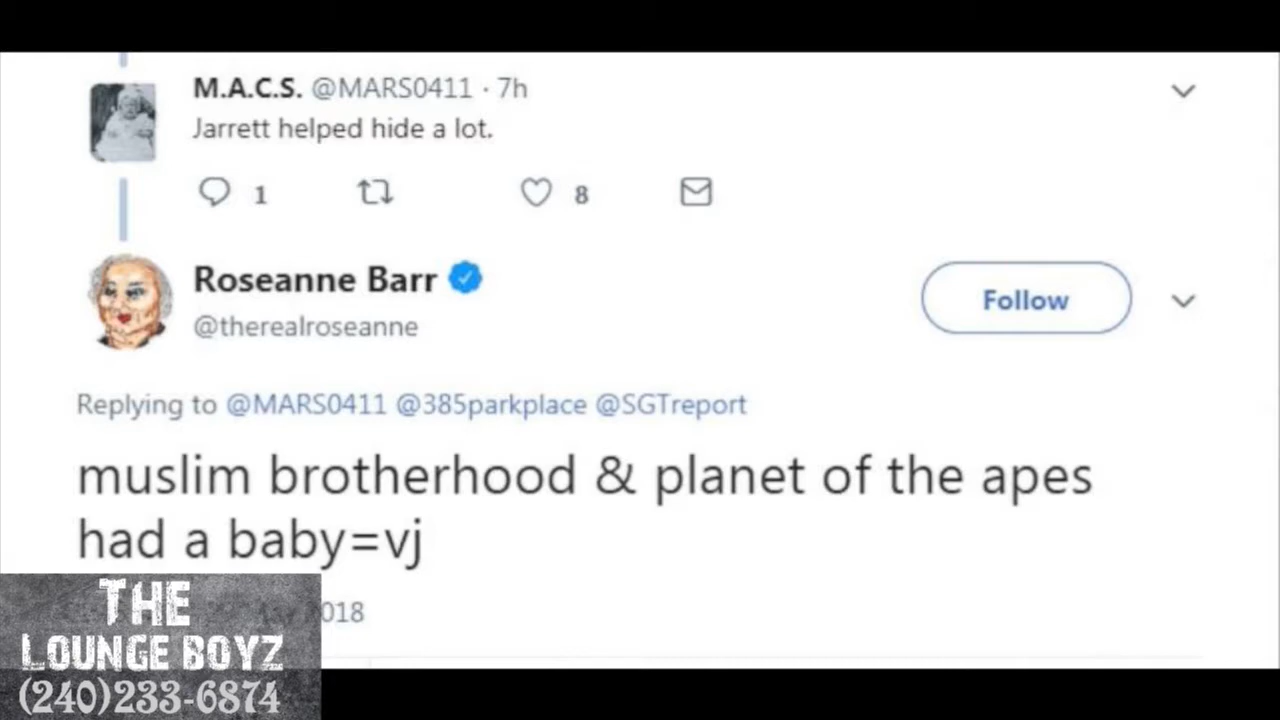 M.A.C.S. @MARS0411 · 7h
Jarrett helped hide a lot.
1 8
Roseanne Barr
@therealroseanne
Follow
Replying to @MARS0411 @385parkplace @SGTreport
muslim brotherhood & planet of the apes
had a baby=vj
018
THE
LOUNGE BOYZ
(240)233-6874